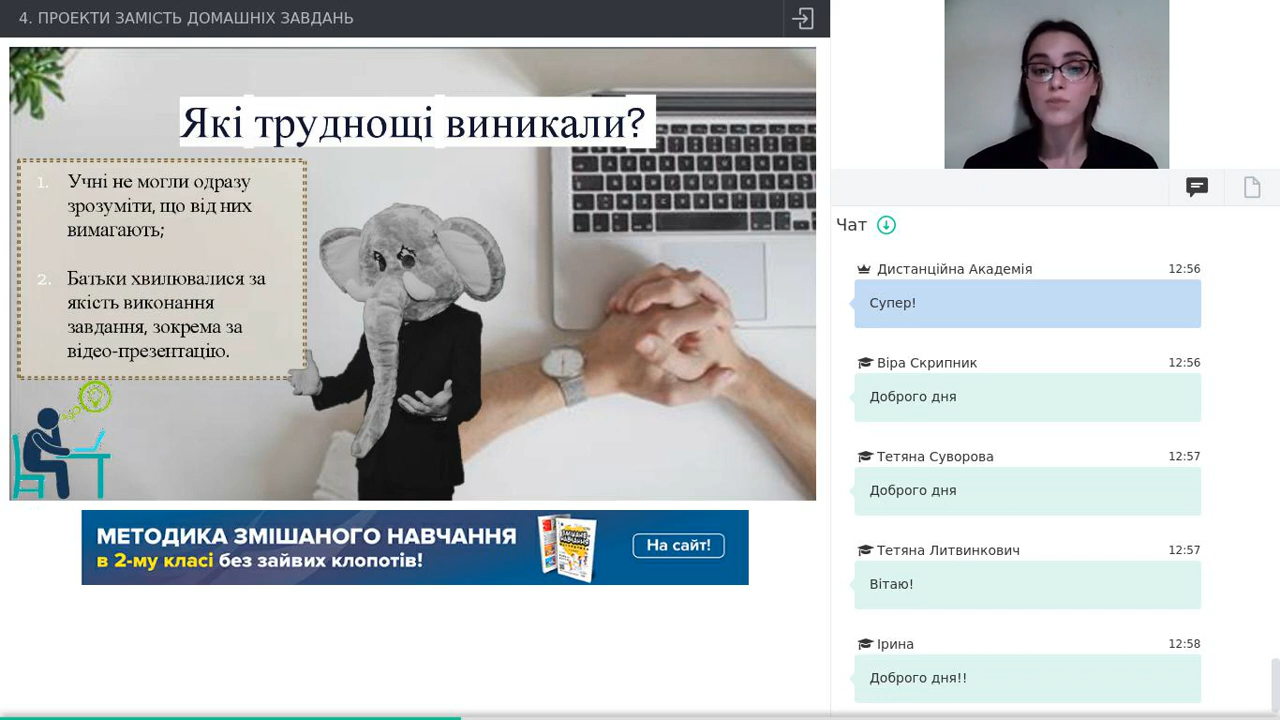 4. ПРОЕКТИ ЗАМІСТЬ ДОМАШНІХ ЗАВДАНЬ
Які труднощі виникали?
1. Учні не могли одразу
зрозуміти, що від них
вимагають;
2. Батьки хвилювалися за
якість виконання
завдання, зокрема за
відео-презентацію.
МЕТОДИКА ЗМІШАНОГО НАВЧАННЯ
в 2-му класі без зайвих клопотів!
На сайт!
Чат
Дистанційна Академія 12:56
Супер!
Віра Скрипник 12:56
Доброго дня
Тетяна Суворова 12:57
Доброго дня
Тетяна Литвинкович 12:57
Вітаю!
Ірина 12:58
Доброго дня!!